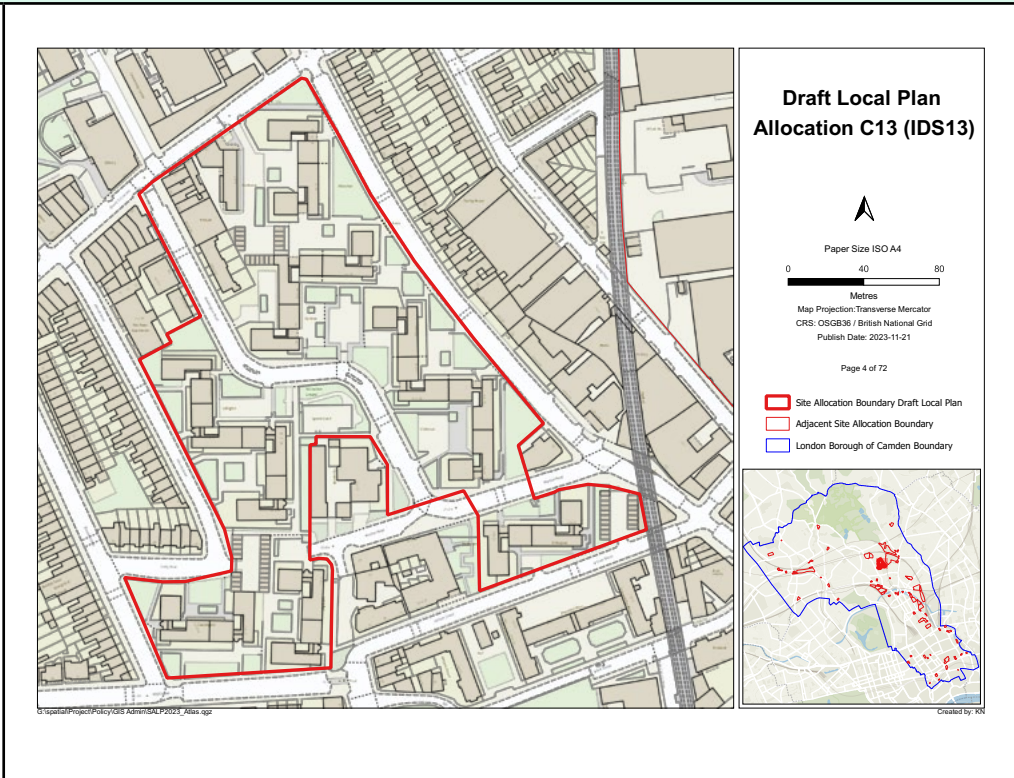 Draft Local Plan
Allocation C13 (IDS13)
Paper Size ISO A4
0 40 80
Metres
Map Projection:Transverse Mercator
CRS: OSGB36 / British National Grid
Publish Date: 2023-11-21
Page 4 of 72
Site Allocation Boundary Draft Local Plan
Adjacent Site Allocation Boundary
London Borough of Camden Boundary
G:\spatial\Project\Policy\GIS Admin\SALP2023_Atlas.qgz
Created by: KN